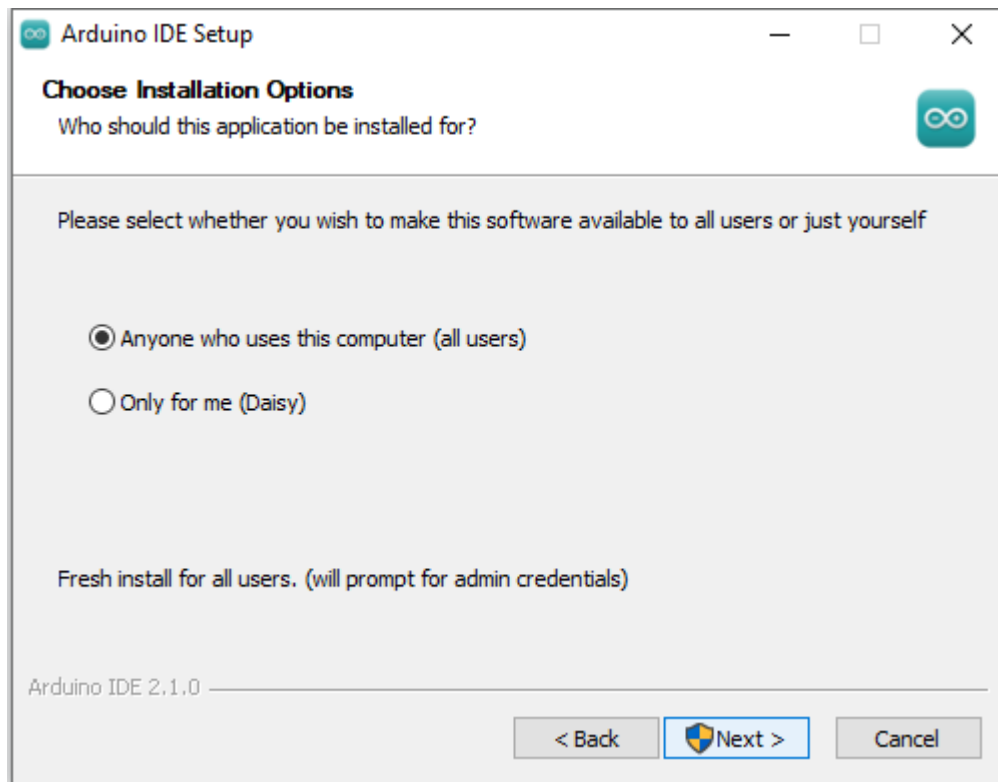 Arduino IDE Setup
Choose Installation Options
Who should this application be installed for?
Please select whether you wish to make this software available to all users or just yourself
Anyone who uses this computer (all users)
Only for me (Daisy)
Fresh install for all users. (will prompt for admin credentials)
Arduino IDE 2.1.0
< Back Next > Cancel